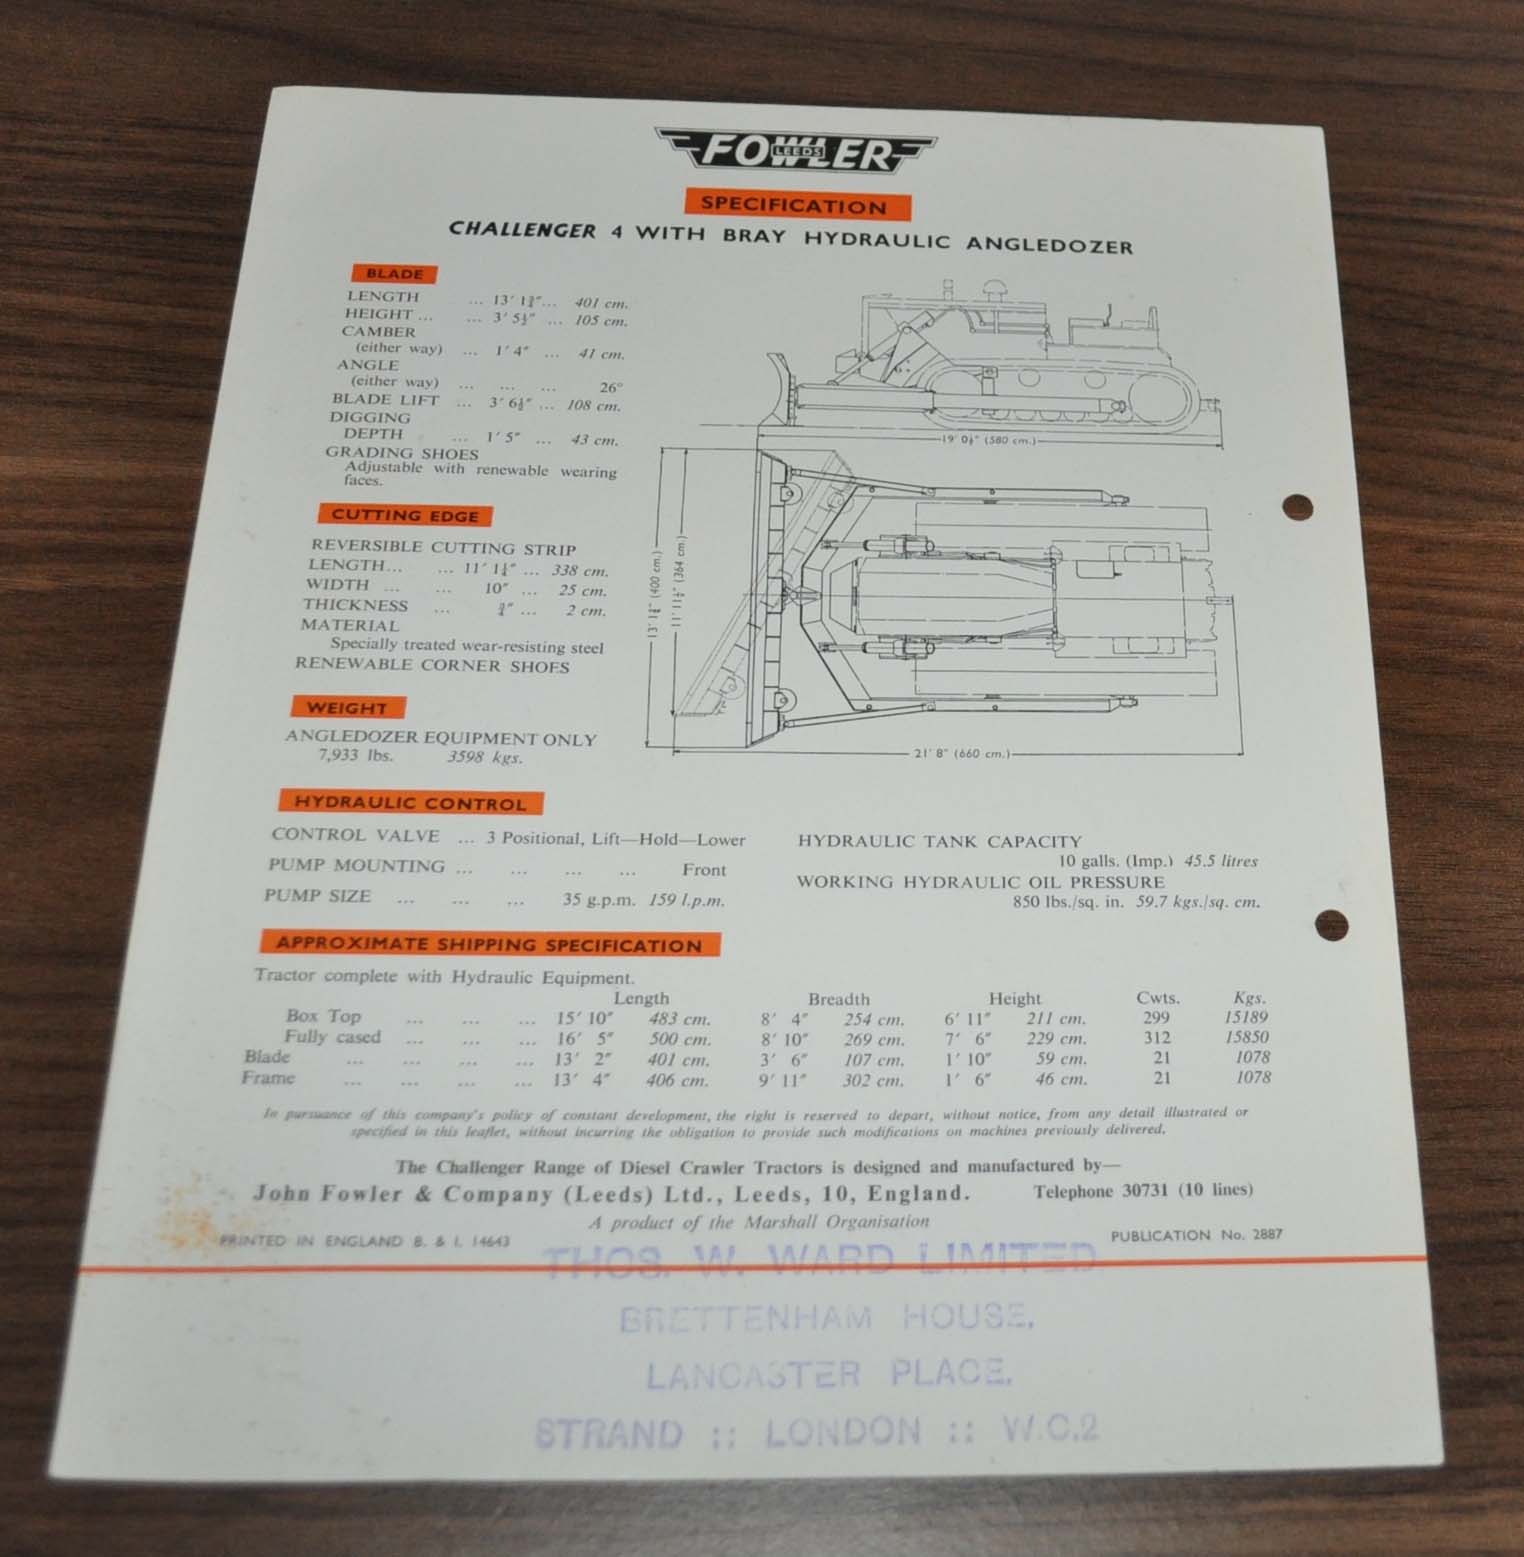 FOWLER
LEEDS
SPECIFICATION
CHALLENGER 4 WITH BRAY HYDRAULIC ANGLEDOZER
BLADE
LENGTH ... 13′ 1¾″... 401 cm.
HEIGHT ... ... 3′ 5½″ ... 105 cm.
CAMBER
(either way) ... 1′ 4″ ... 41 cm.
ANGLE
(either way) ... ... ... 26°
BLADE LIFT ... 3′ 6½″ ... 108 cm.
DIGGING
DEPTH ... 1′ 5″ ... 43 cm.
GRADING SHOES
Adjustable with renewable wearing
faces.
19′ 0½″ (580 cm.)
13′ 1¾″ (400 cm.)
11′ 11½″ (364 cm.)
21′ 8″ (660 cm.)
CUTTING EDGE
REVERSIBLE CUTTING STRIP
LENGTH... ... 11′ 1¼″ ... 338 cm.
WIDTH ... ... 10″ ... 25 cm.
THICKNESS ... ¾″ ... 2 cm.
MATERIAL
Specially treated wear-resisting steel
RENEWABLE CORNER SHOES
WEIGHT
ANGLEDOZER EQUIPMENT ONLY
7,933 lbs. 3598 kgs.
HYDRAULIC CONTROL
CONTROL VALVE ... 3 Positional, Lift—Hold—Lower
PUMP MOUNTING ... ... ... ... Front
PUMP SIZE ... ... ... 35 g.p.m. 159 l.p.m.
HYDRAULIC TANK CAPACITY
10 galls. (Imp.) 45.5 litres
WORKING HYDRAULIC OIL PRESSURE
850 lbs./sq. in. 59.7 kgs./sq. cm.
APPROXIMATE SHIPPING SPECIFICATION
Tractor complete with Hydraulic Equipment.
Length Breadth Height Cwts. Kgs.
Box Top ... ... ... 15′ 10″ 483 cm. 8′ 4″ 254 cm. 6′ 11″ 211 cm. 299 15189
Fully cased ... ... ... 16′ 5″ 500 cm. 8′ 10″ 269 cm. 7′ 6″ 229 cm. 312 15850
Blade ... ... ... ... 13′ 2″ 401 cm. 3′ 6″ 107 cm. 1′ 10″ 59 cm. 21 1078
Frame ... ... ... ... 13′ 4″ 406 cm. 9′ 11″ 302 cm. 1′ 6″ 46 cm. 21 1078
In pursuance of this company's policy of constant development, the right is reserved to depart, without notice, from any detail illustrated or
specified in this leaflet, without incurring the obligation to provide such modifications on machines previously delivered.
The Challenger Range of Diesel Crawler Tractors is designed and manufactured by—
John Fowler & Company (Leeds) Ltd., Leeds, 10, England. Telephone 30731 (10 lines)
A product of the Marshall Organisation
PRINTED IN ENGLAND B. & I. 14643
PUBLICATION No. 2887
THOS. W. WARD LIMITED
BRETTENHAM HOUSE,
LANCASTER PLACE,
STRAND :: LONDON :: W.C.2